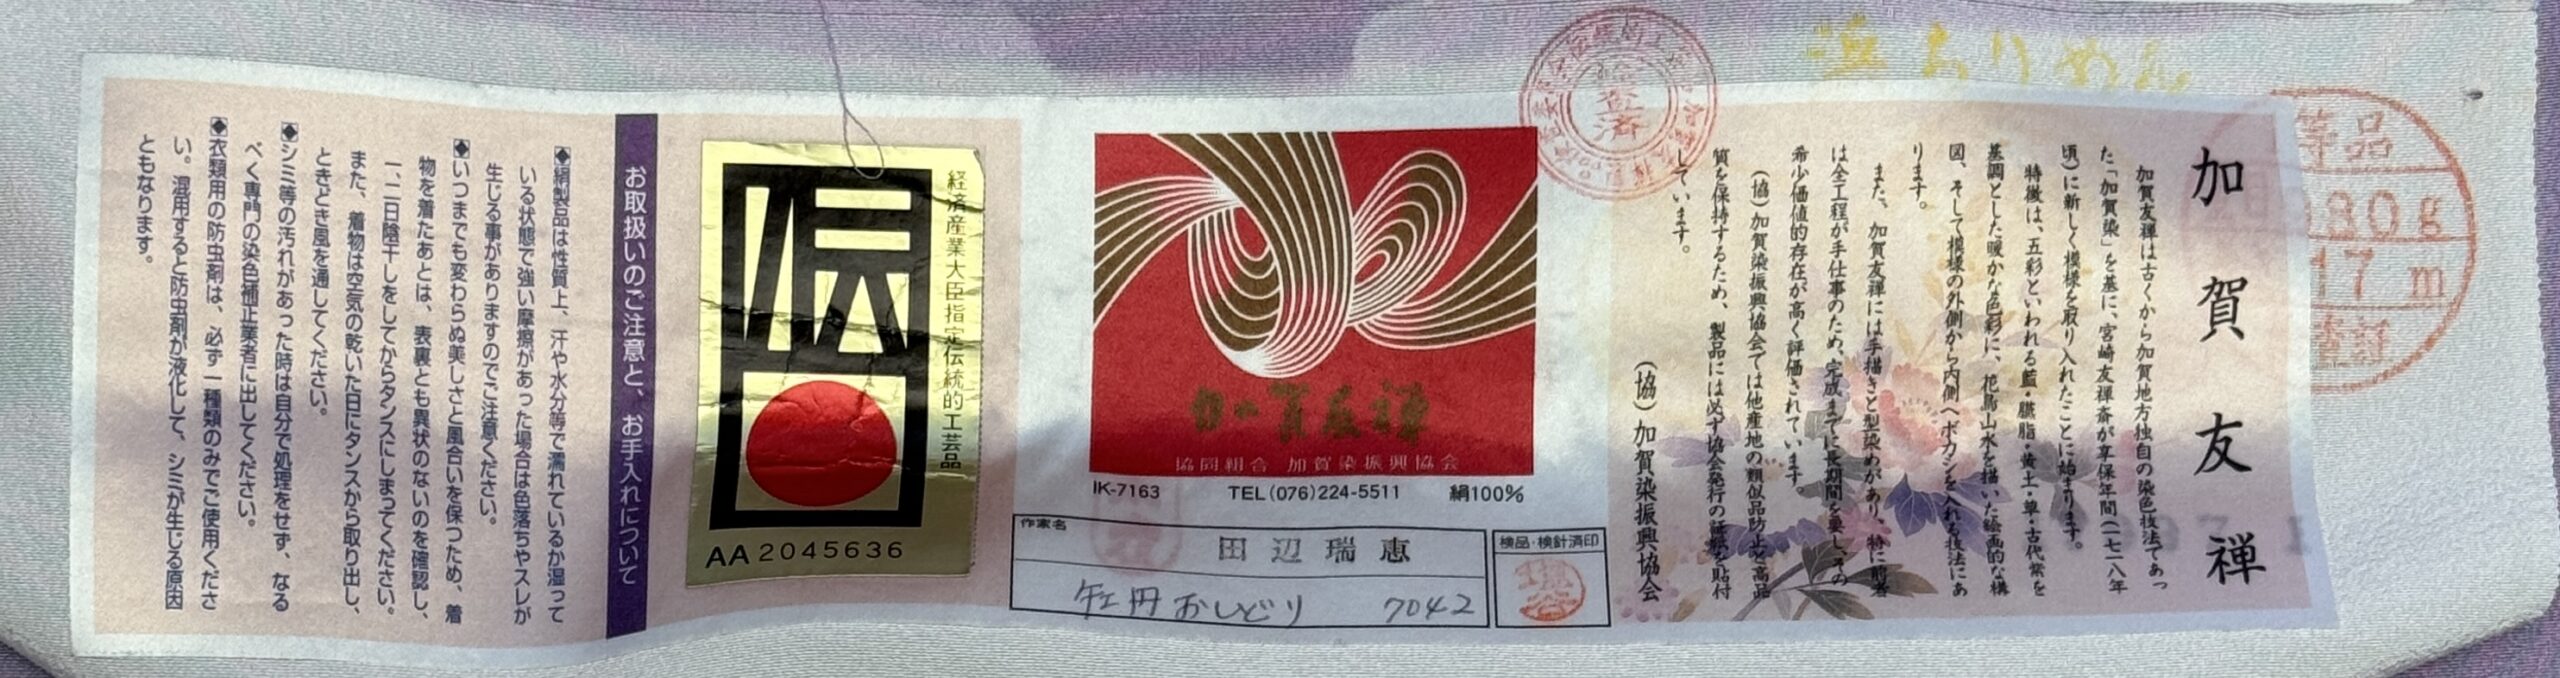 浜ちりめん
等品
80g
17m
査証
検査済
加賀友禅
加賀友禅は古くから加賀地方独自の染色技法であっ
た「加賀染」を基に、宮崎友禅斎が享保年間(一七一八年
頃)に新しく模様を取り入れたことに始まります。
特徴は、五彩といわれる藍・臙脂・黄土・草・古代紫を
基調とした暖かな色彩に、花鳥山水を描いた絵画的な構
図、そして模様の外側から内側へボカシを入れる技法にあ
ります。
また、加賀友禅には手描きと型染めがあり、特に前者
は全工程が手仕事のため、完成までに長期間を要し、その
希少価値的存在が高く評価されています。
(協)加賀染振興協会では他産地の類似品防止と高品
質を保持するため、製品には必ず協会発行の証紙を貼付
しています。
(協)加賀染振興協会
加賀友禅
協同組合 加賀染振興協会
IK-7163 TEL(076)224-5511 絹100%
作家名
田辺瑞恵
牡丹おしどり 7042
検品・検針済印
経済産業大臣指定伝統的工芸品
伝
AA2045636
お取扱いのご注意と、お手入れについて
◆絹製品は性質上、汗や水分等で濡れているか湿って
いる状態で強い摩擦があった場合は色落ちやスレが
生じる事がありますのでご注意ください。
◆いつまでも変わらぬ美しさと風合いを保つため、着
物を着たあとは、表裏とも異状のないのを確認し、
一、二日陰干しをしてからタンスにしまってください。
また、着物は空気の乾いた日にタンスから取り出し、
ときどき風を通してください。
◆シミ等の汚れがあった時は自分で処理をせず、なる
べく専門の染色補正業者に出してください。
◆衣類用の防虫剤は、必ず一種類のみでご使用くださ
い。混用すると防虫剤が液化して、シミが生じる原因
ともなります。